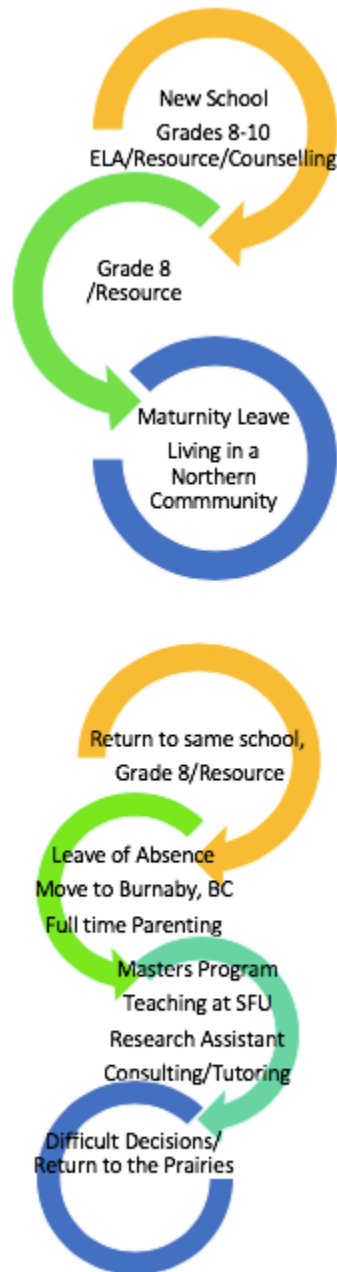 New School
Grades 8-10
ELA/Resource/Counselling
Grade 8
/Resource
Maturnity Leave
Living in a
Northern
Commmunity
Return to same school,
Grade 8/Resource
Leave of Absence
Move to Burnaby, BC
Full time Parenting
Masters Program
Teaching at SFU
Research Assistant
Consulting/Tutoring
Difficult Decisions/
Return to the Prairies